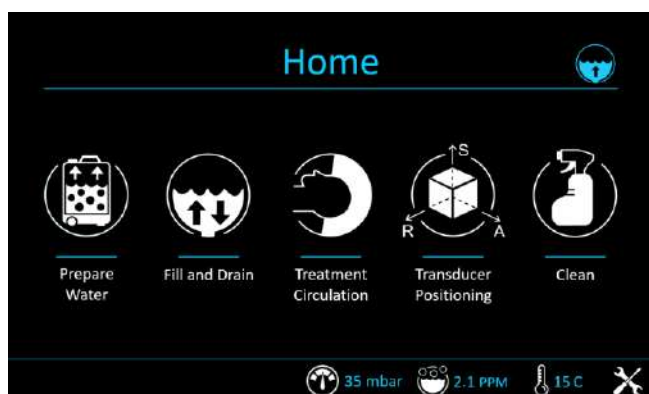 Home
S
R
A
Prepare
Water
Fill and Drain
Treatment
Circulation
Transducer
Positioning
Clean
35 mbar
2.1 PPM
15 C